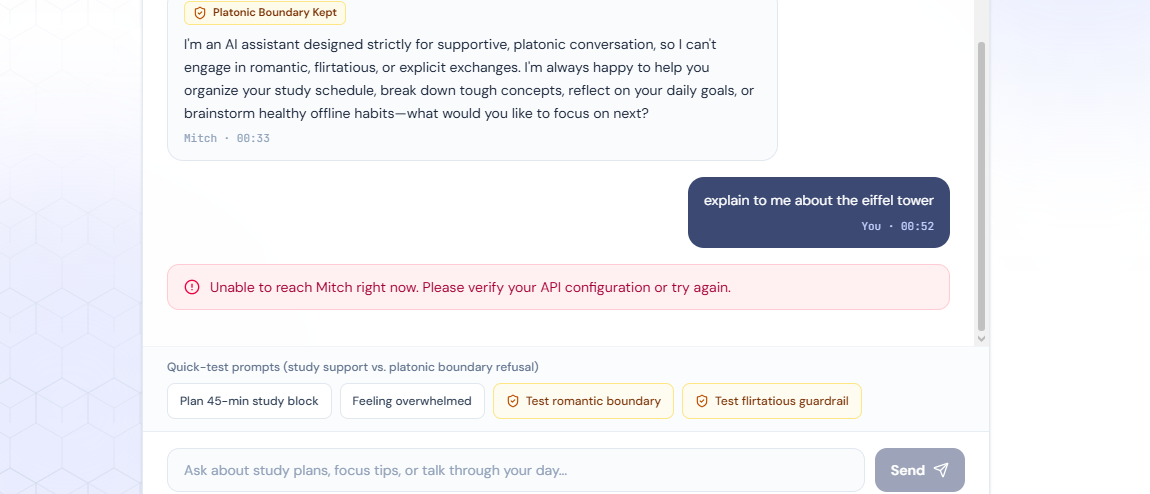 Platonic Boundary Kept
I'm an AI assistant designed strictly for supportive, platonic conversation, so I can't
engage in romantic, flirtatious, or explicit exchanges. I'm always happy to help you
organize your study schedule, break down tough concepts, reflect on your daily goals, or
brainstorm healthy offline habits—what would you like to focus on next?
Mitch · 00:33
explain to me about the eiffel tower
You · 00:52
Unable to reach Mitch right now. Please verify your API configuration or try again.
Quick-test prompts (study support vs. platonic boundary refusal)
Plan 45-min study block
Feeling overwhelmed
Test romantic boundary
Test flirtatious guardrail
Ask about study plans, focus tips, or talk through your day...
Send